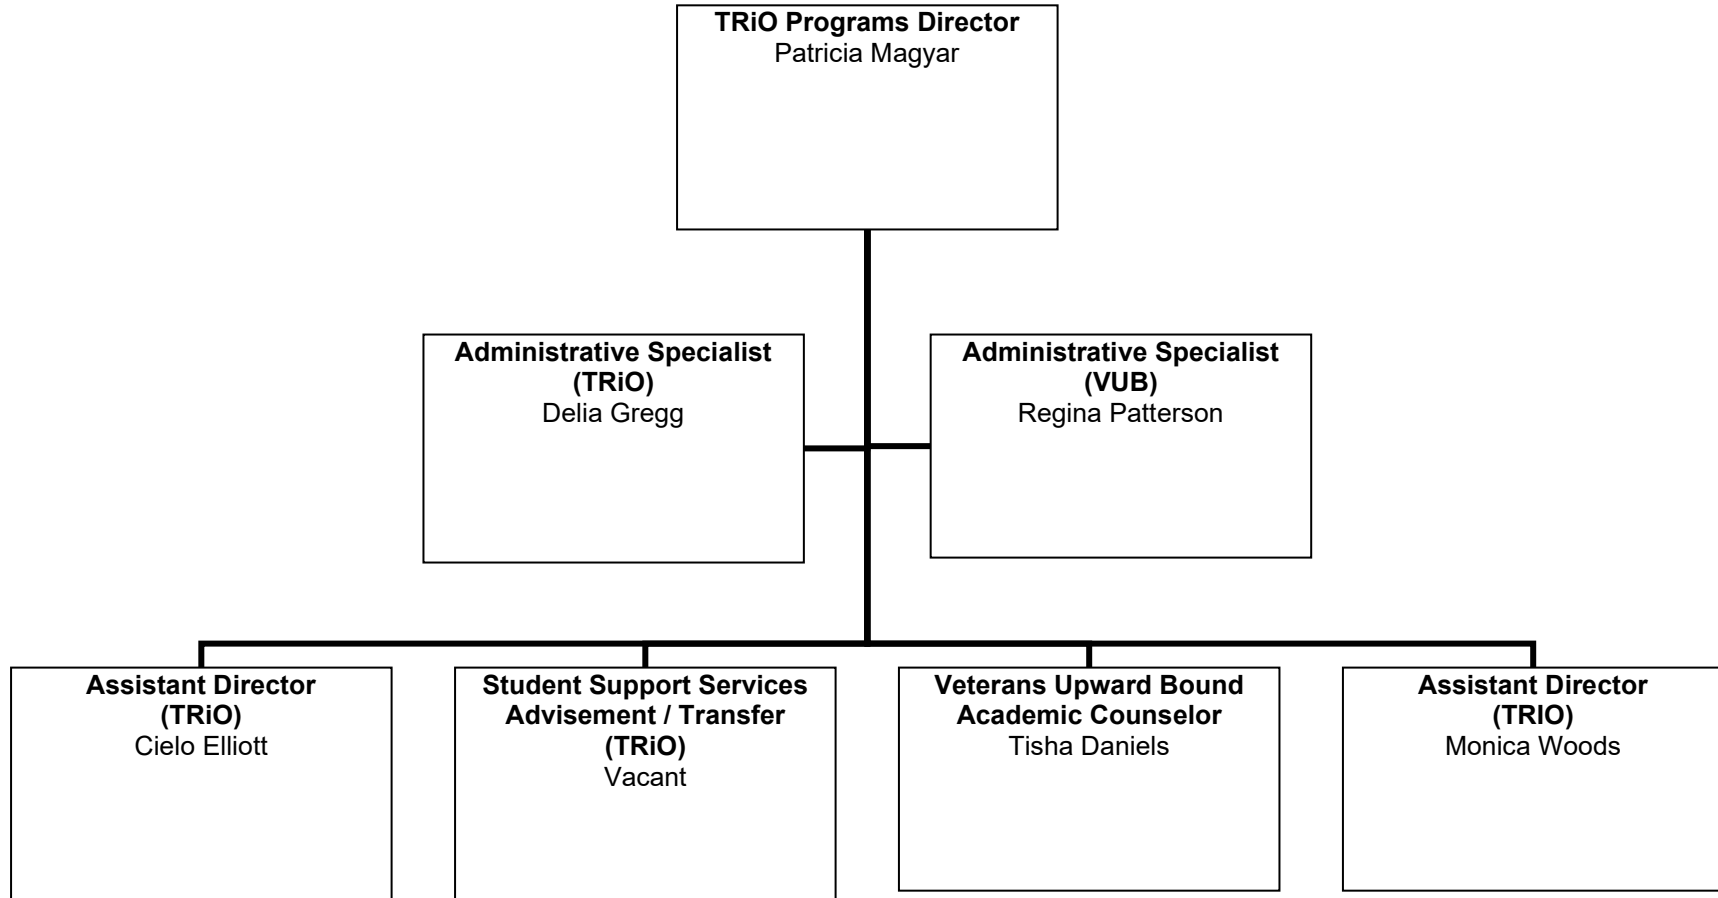 TRiO Programs Director
Patricia Magyar
Administrative Specialist
(TRiO)
Delia Gregg
Administrative Specialist
(VUB)
Regina Patterson
Assistant Director
(TRiO)
Cielo Elliott
Student Support Services
Advisement / Transfer
(TRiO)
Vacant
Veterans Upward Bound
Academic Counselor
Tisha Daniels
Assistant Director
(TRIO)
Monica Woods